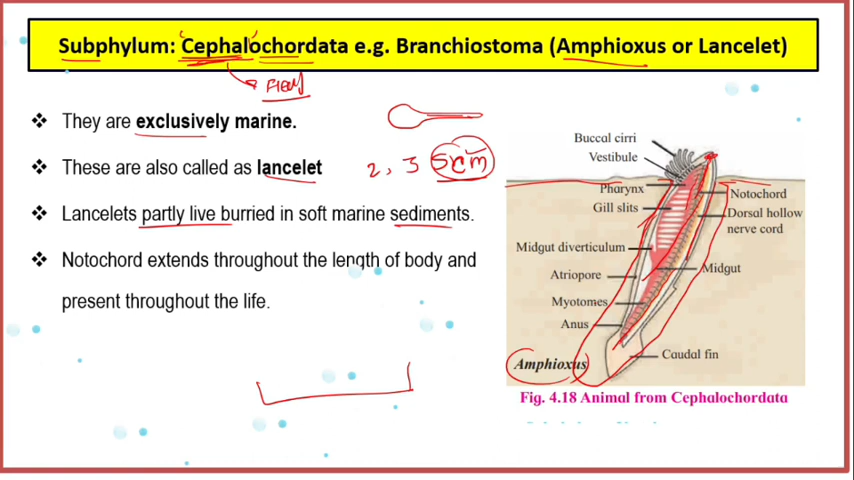 Subphylum: Cephalochordata e.g. Branchiostoma (Amphioxus or Lancelet)
❖ They are exclusively marine.
❖ These are also called as lancelet
2, 3 5cm
❖ Lancelets partly live burried in soft marine sediments.
❖ Notochord extends throughout the length of body and
present throughout the life.
Buccal cirri
Vestibule
Pharynx
Gill slits
Midgut diverticulum
Atriopore
Myotomes
Anus
Notochord
Dorsal hollow
nerve cord
Midgut
Caudal fin
Amphioxus
Fig. 4.18 Animal from Cephalochordata